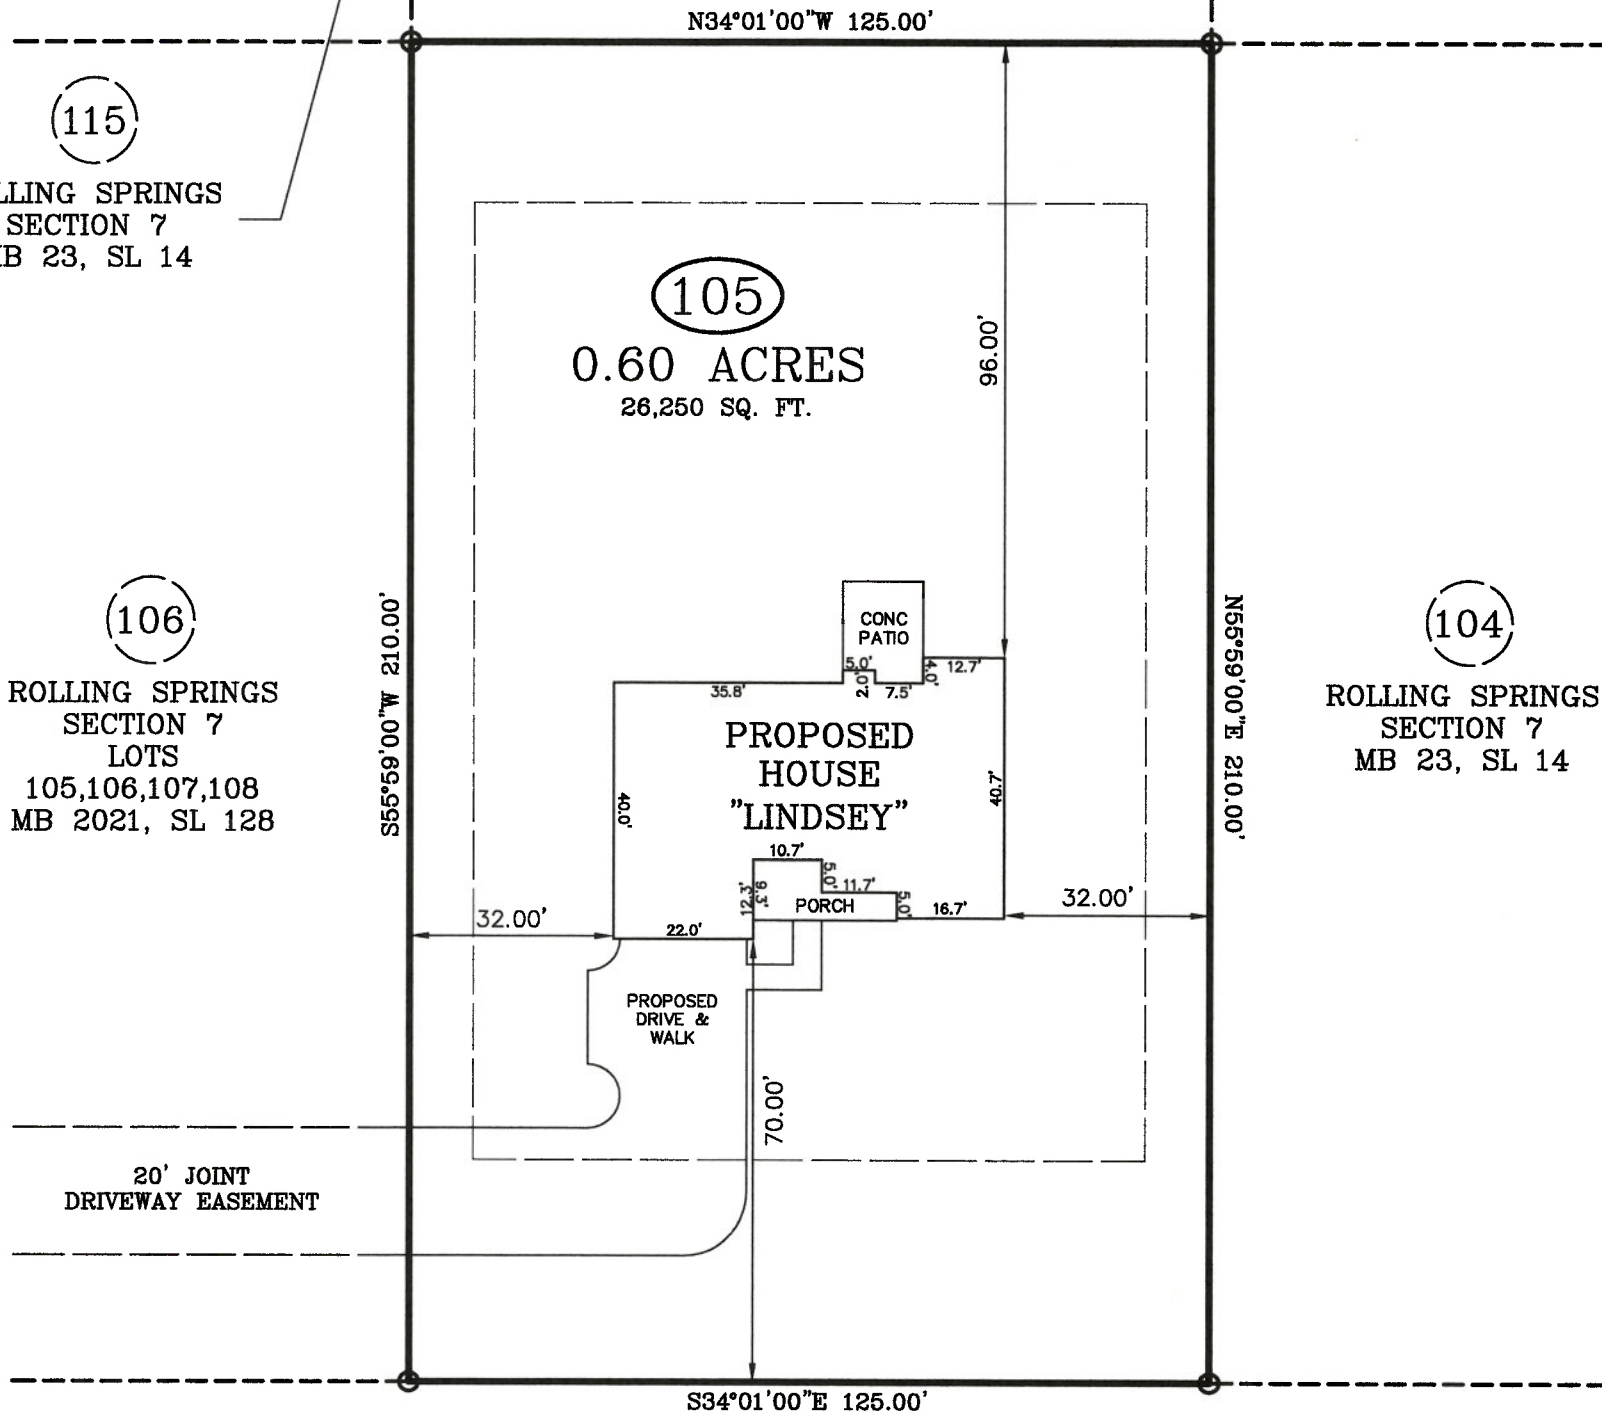 N34°01'00"W 125.00'
115
LLING SPRINGS
SECTION 7
MB 23, SL 14
105
0.60 ACRES
26,250 SQ. FT.
96.00'
106
ROLLING SPRINGS
SECTION 7
LOTS
105,106,107,108
MB 2021, SL 128
S55°59'00"W 210.00'
CONC
PATIO
5.0'
2.0'
7.5'
4.0'
12.7'
35.8'
PROPOSED
HOUSE
"LINDSEY"
40.0'
40.7'
10.7'
5.0'
11.7'
12.3'
9.3'
PORCH
5.0'
16.7'
22.0'
32.00'
32.00'
N55°59'00"E 210.00'
104
ROLLING SPRINGS
SECTION 7
MB 23, SL 14
PROPOSED
DRIVE &
WALK
70.00'
20' JOINT
DRIVEWAY EASEMENT
S34°01'00"E 125.00'